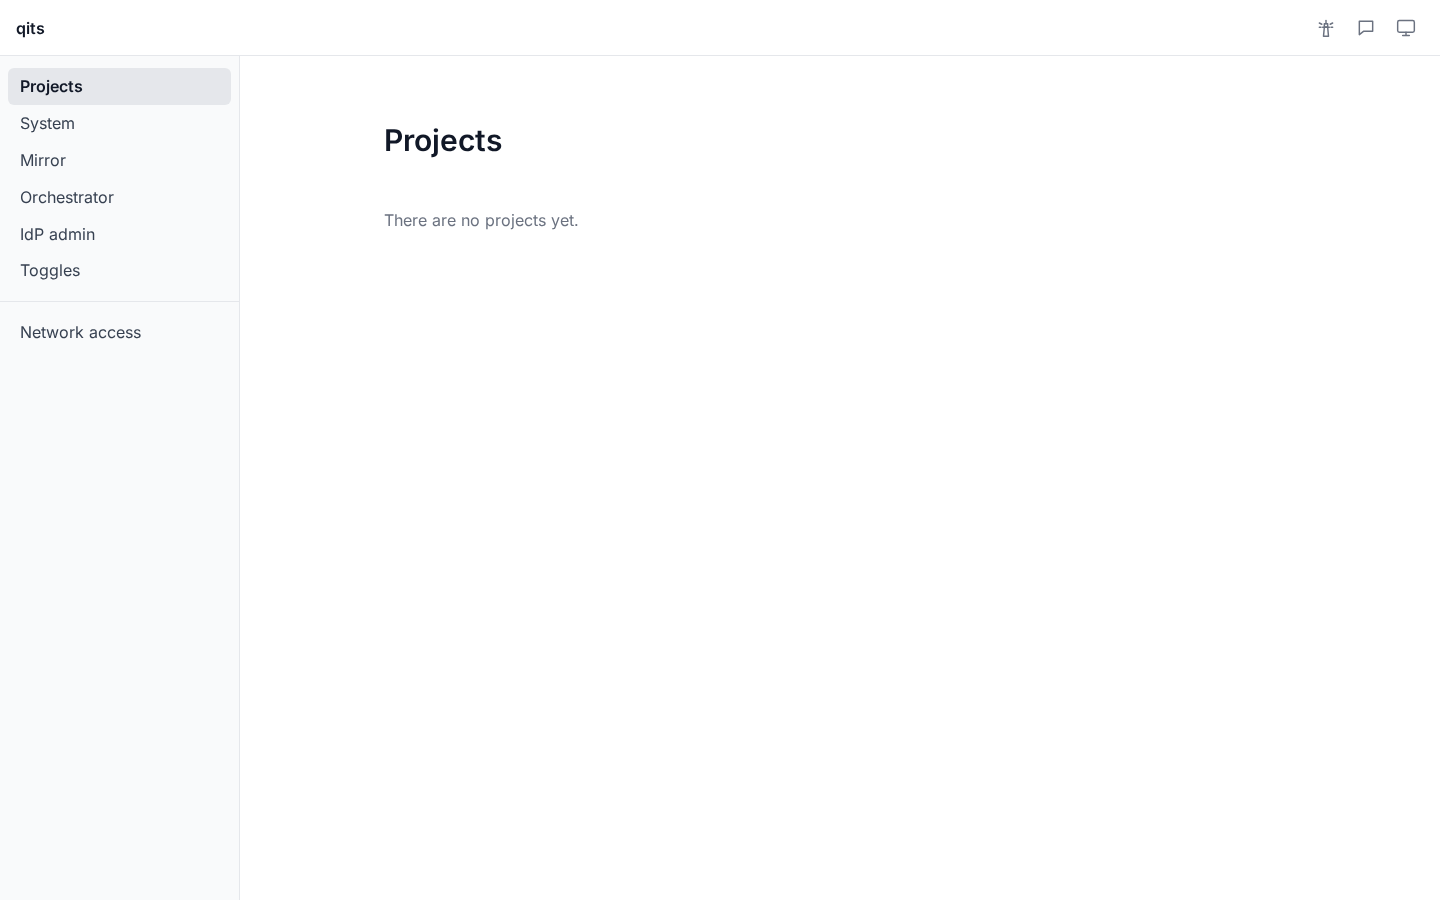 qits
Projects
System
Mirror
Orchestrator
IdP admin
Toggles
Network access
Projects
There are no projects yet.